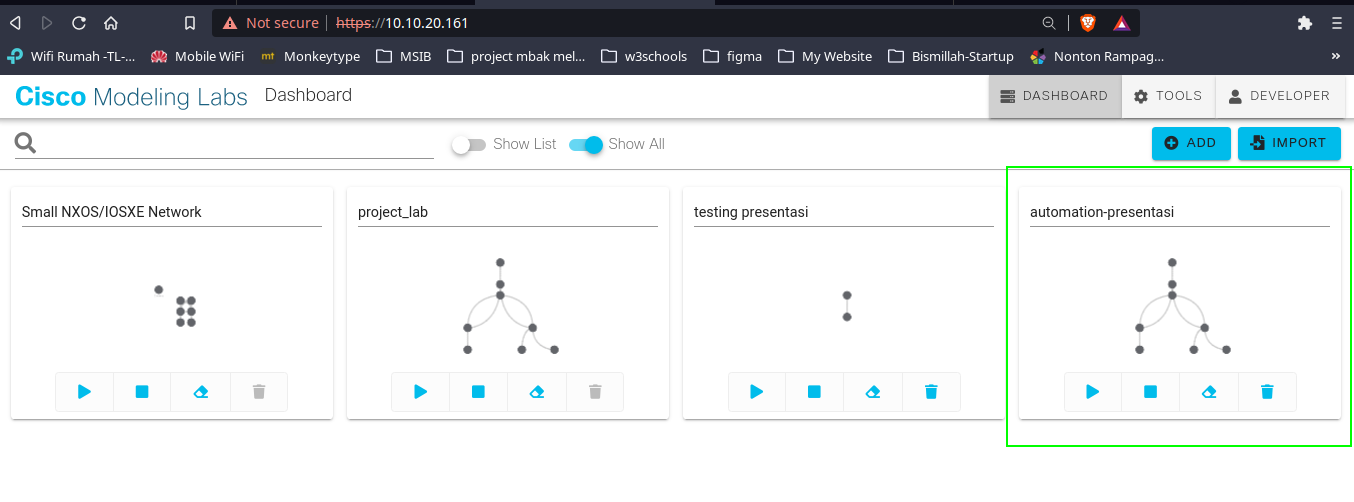 Not secure https://10.10.20.161
Wifi Rumah -TL-... Mobile WiFi mt Monkeytype MSIB project mbak mel... w3schools figma My Website Bismillah-Startup Nonton Rampag... »
Cisco Modeling Labs Dashboard DASHBOARD TOOLS DEVELOPER
Show List Show All ADD IMPORT
Small NXOS/IOSXE Network project_lab testing presentasi automation-presentasi